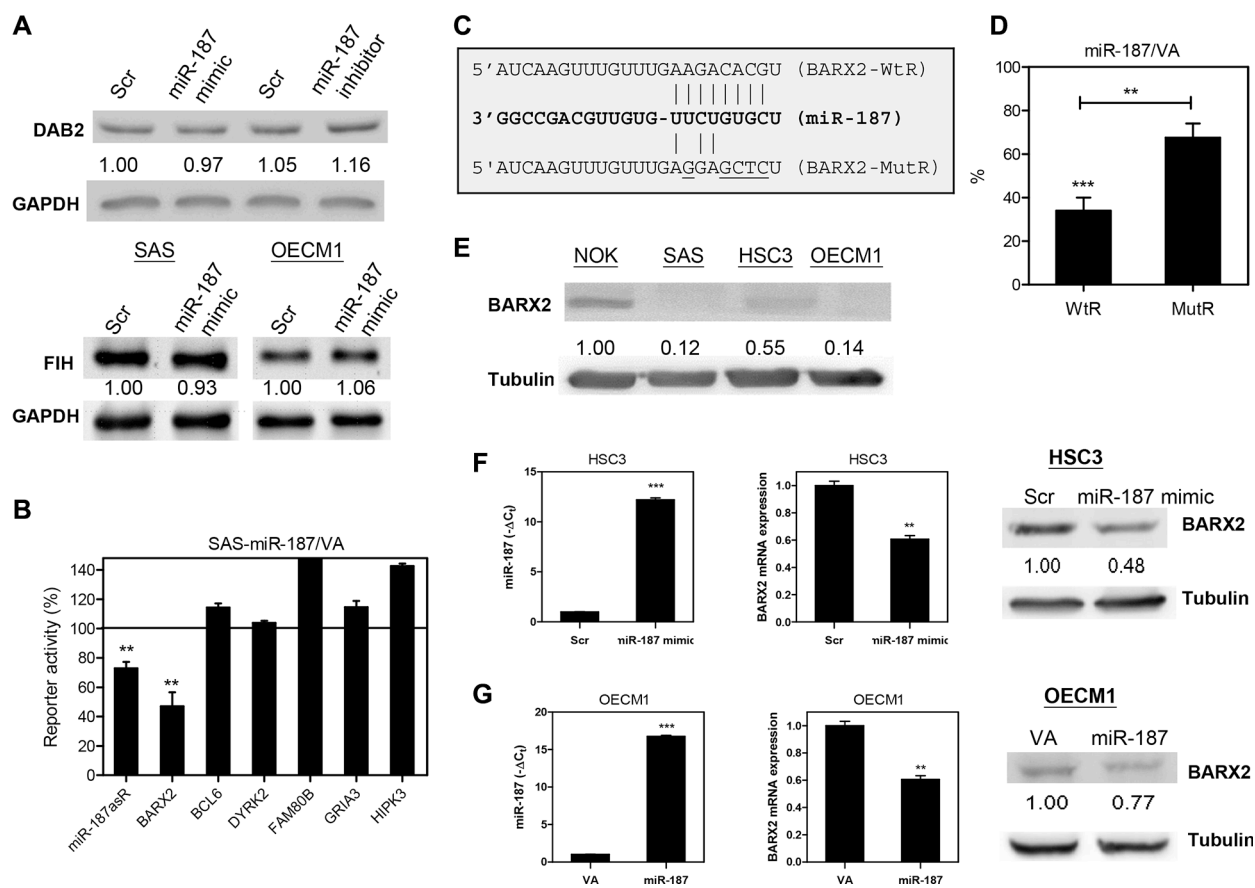 A
Scr
miR-187 mimic
Scr
miR-187 inhibitor
DAB2
1.00 0.97 1.05 1.16
GAPDH
SAS OECM1
Scr
miR-187 mimic
Scr
miR-187 mimic
FIH
1.00 0.93 1.00 1.06
GAPDH
B
SAS-miR-187/VA
Reporter activity (%)
140
120
100
80
60
40
20
0
**
**
miR-187asR
BARX2
BCL6
DYRK2
FAM80B
GRIA3
HIPK3
C
5'AUCAAGUUUGUUUGAAGACACGU (BARX2-WtR)
3'GGCCGACGUUGUG-UUCUGUGCU (miR-187)
5'AUCAAGUUUGUUUGAGGAGCTCU (BARX2-MutR)
D
miR-187/VA
%
100
80
60
40
20
0
**
***
WtR MutR
E
NOK SAS HSC3 OECM1
BARX2
1.00 0.12 0.55 0.14
Tubulin
F
HSC3
miR-187 (-ΔCt)
15
10
5
0
***
Scr miR-187 mimic
HSC3
BARX2 mRNA expression
1.0
0.8
0.6
0.4
0.2
0.0
**
Scr miR-187 mimic
HSC3
Scr miR-187 mimic
BARX2
1.00 0.48
Tubulin
G
OECM1
miR-187 (-ΔCt)
20
15
10
5
0
***
VA miR-187
OECM1
BARX2 mRNA expression
1.0
0.8
0.6
0.4
0.2
0.0
**
VA miR-187
OECM1
VA miR-187
BARX2
1.00 0.77
Tubulin